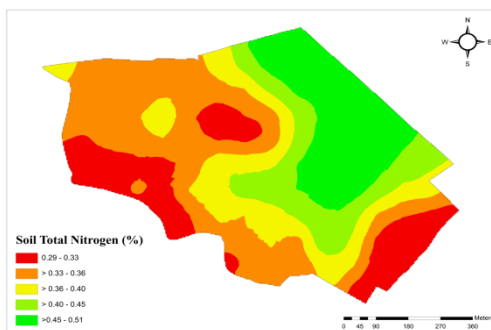 N
W E
S
Soil Total Nitrogen (%)
0.29 - 0.33
> 0.33 - 0.36
> 0.36 - 0.40
> 0.40 - 0.45
>0.45 - 0.51
Meter
0 45 90 180 270 360